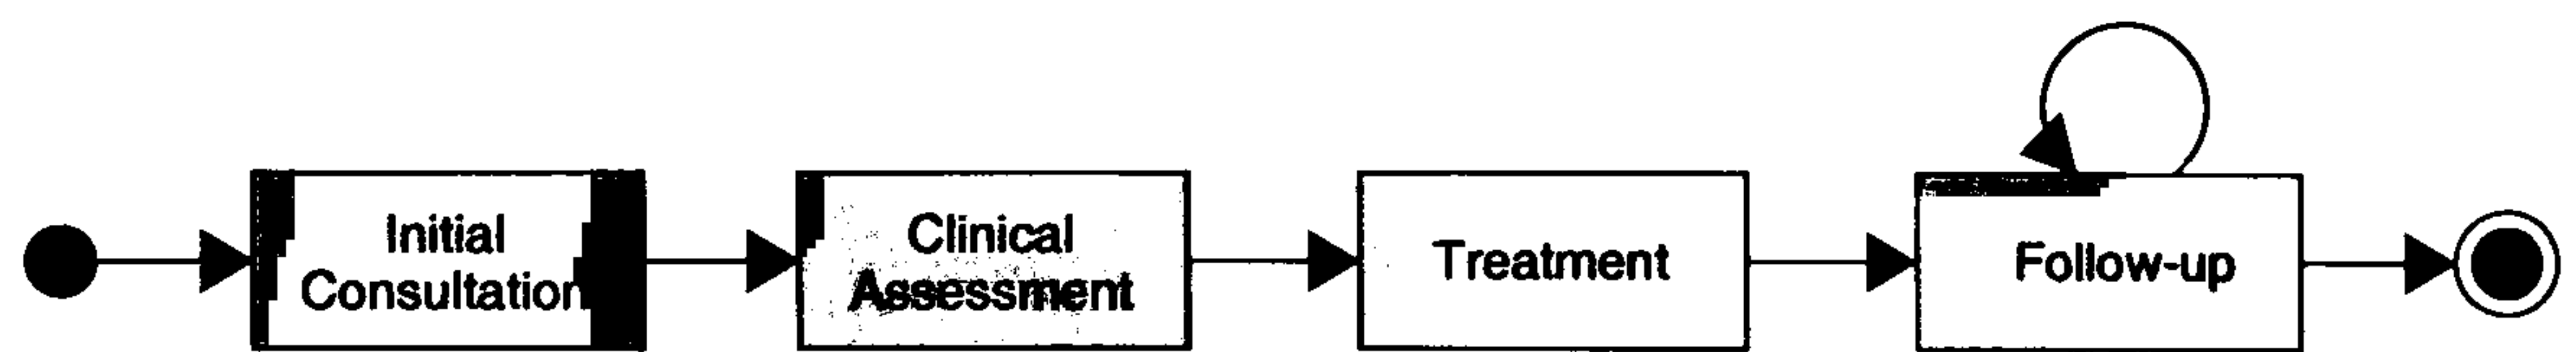 Initial
Consultation
Clinical
Assessment
Treatment
Follow-up